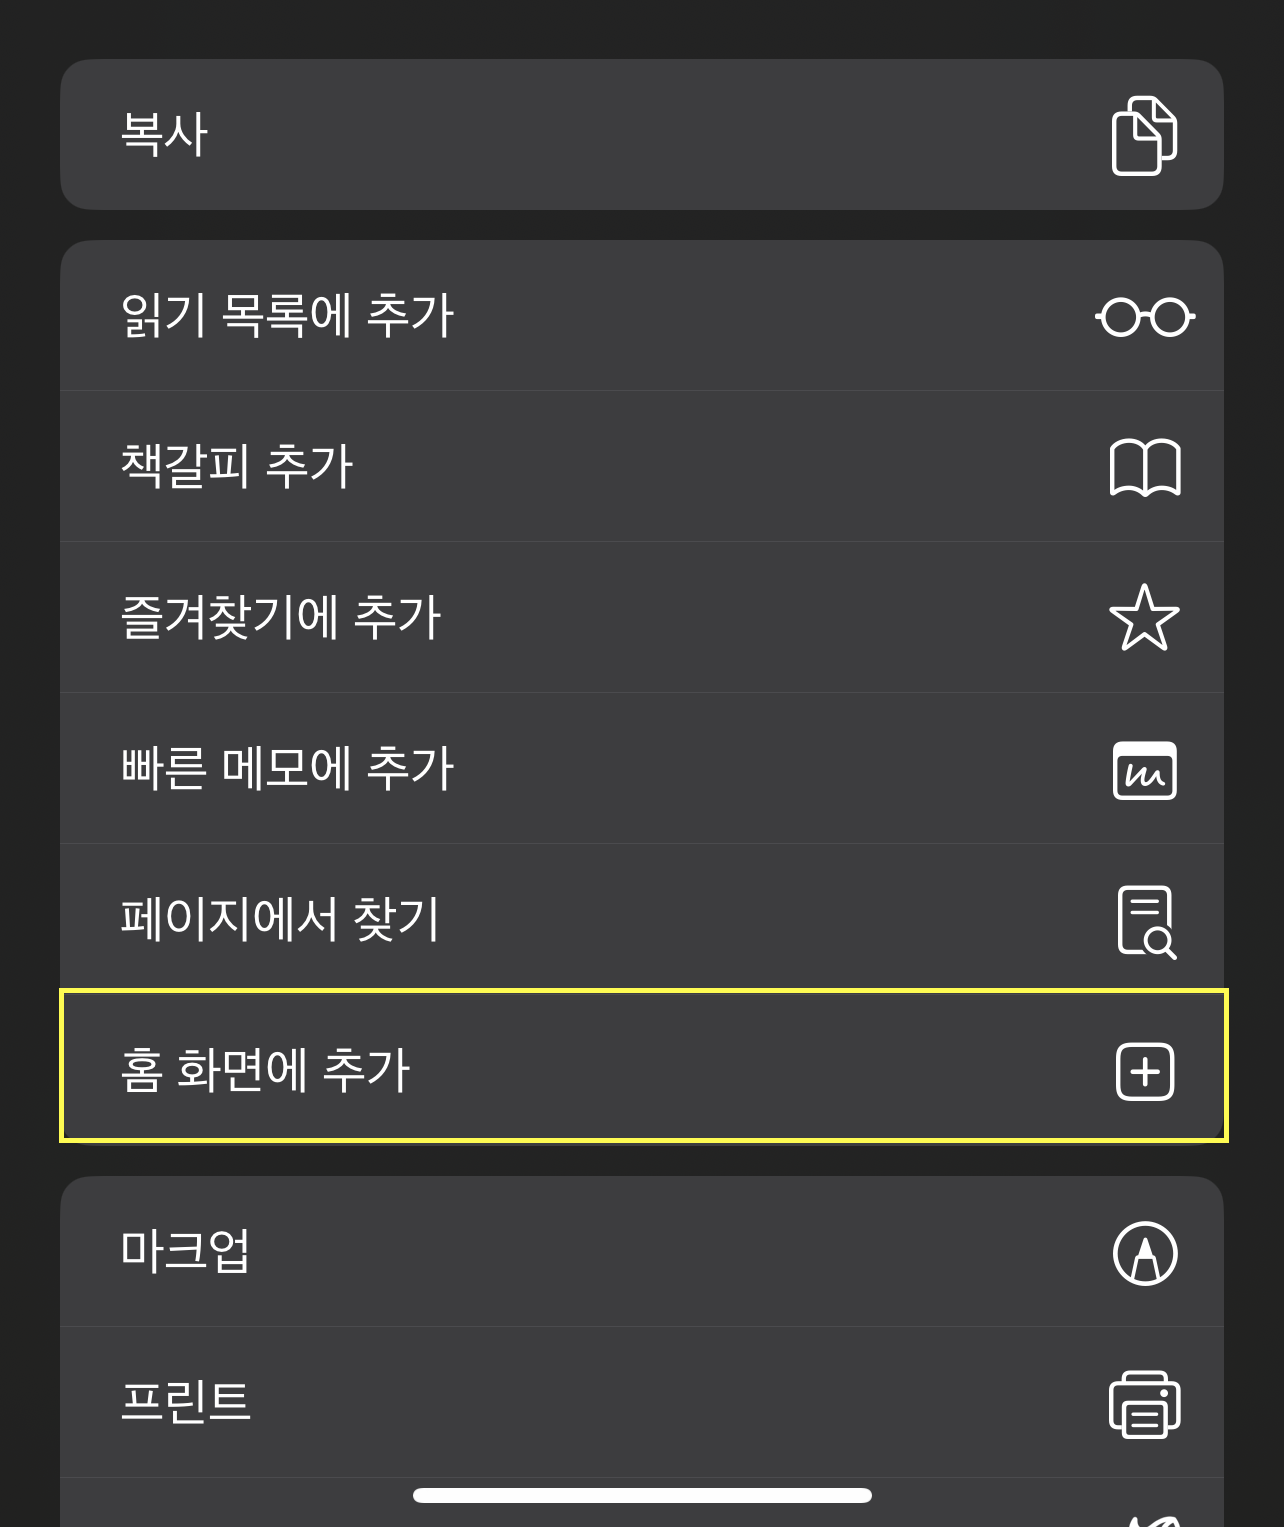 복사
읽기 목록에 추가
책갈피 추가
즐겨찾기에 추가
빠른 메모에 추가
페이지에서 찾기
홈 화면에 추가
마크업
프린트